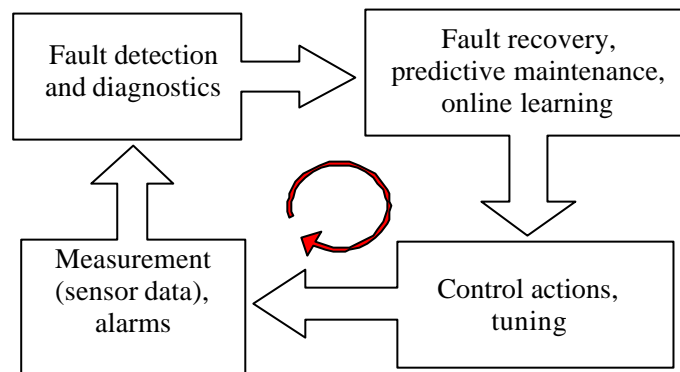 Fault detection
and diagnostics
Fault recovery,
predictive maintenance,
online learning
Measurement
(sensor data),
alarms
Control actions,
tuning